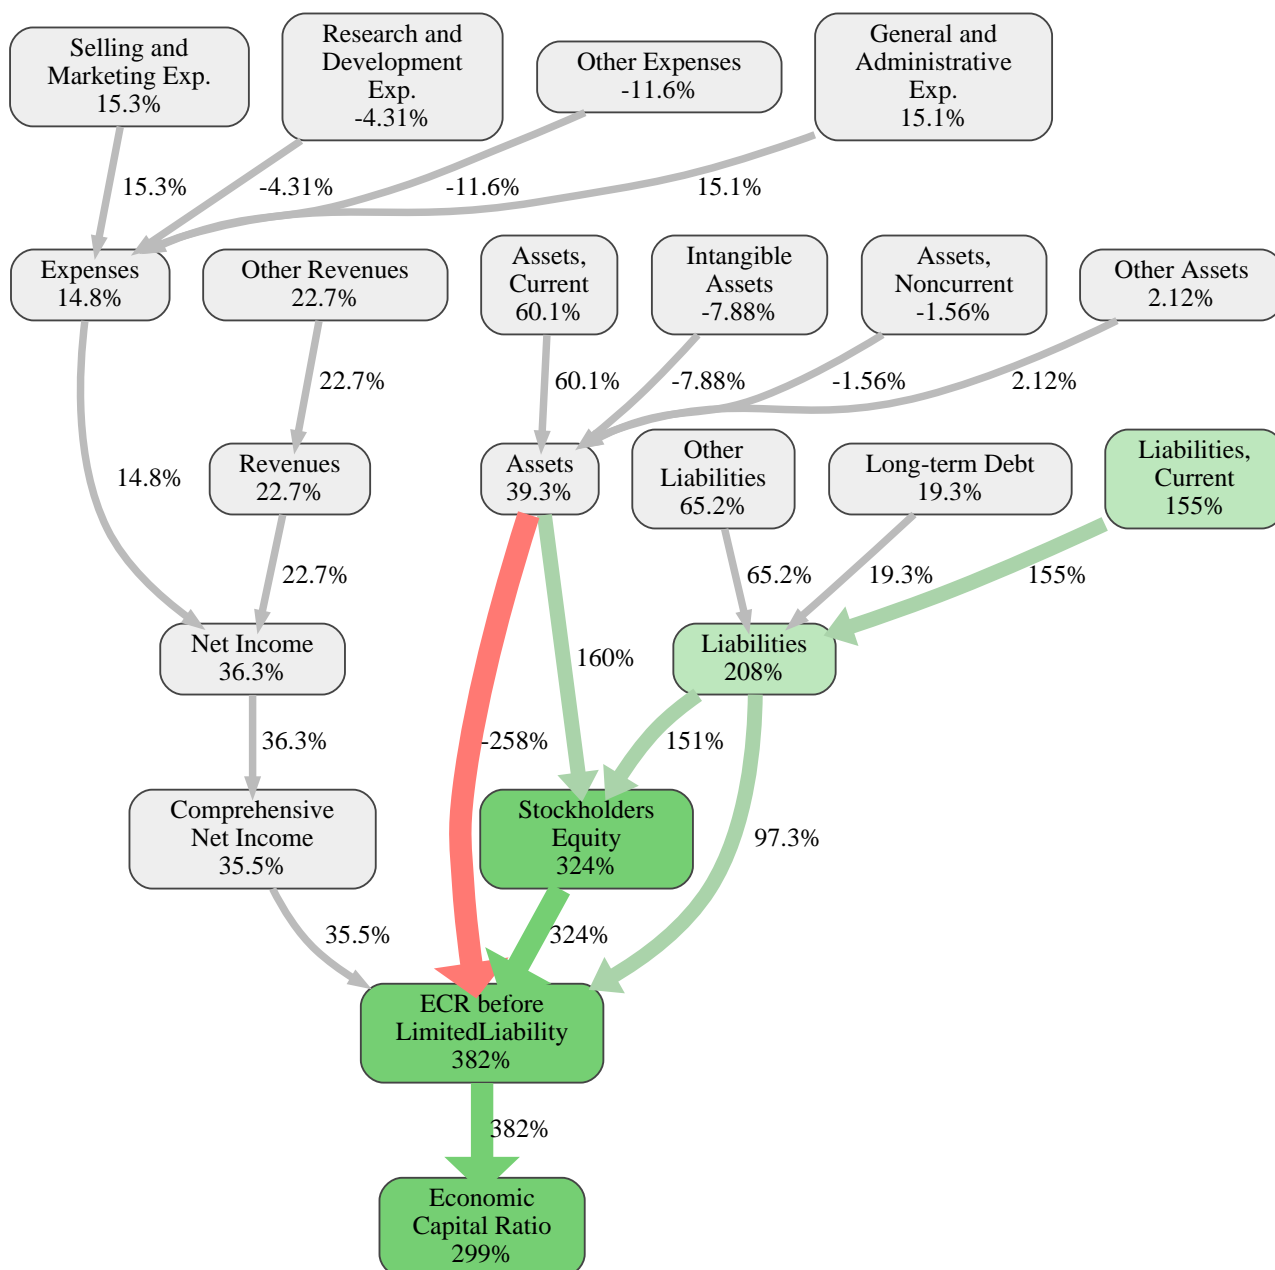 Selling and
Marketing Exp.
15.3%
Research and
Development
Exp.
-4.31%
Other Expenses
-11.6%
General and
Administrative
Exp.
15.1%
15.3%
-4.31%
-11.6%
15.1%
Expenses
14.8%
Other Revenues
22.7%
Assets,
Current
60.1%
Intangible
Assets
-7.88%
Assets,
Noncurrent
-1.56%
Other Assets
2.12%
22.7%
60.1%
-7.88%
-1.56%
2.12%
14.8%
Revenues
22.7%
Assets
39.3%
Other
Liabilities
65.2%
Long-term Debt
19.3%
Liabilities,
Current
155%
22.7%
65.2%
19.3%
155%
Net Income
36.3%
160%
Liabilities
208%
36.3%
-258%
151%
Comprehensive
Net Income
35.5%
Stockholders
Equity
324%
97.3%
35.5%
324%
ECR before
LimitedLiability
382%
382%
Economic
Capital Ratio
299%